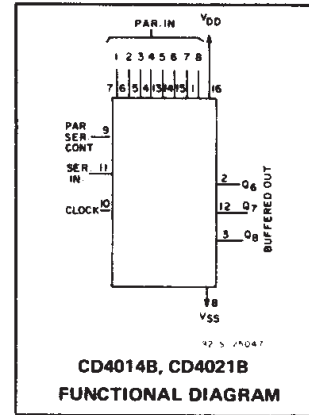 PAR. IN
VDD
1 2 3 4 5 6 7 8
7 6 5 4 13 14 15 1 16
PAR 9
SER.
CONT
SER. 11
IN
CLOCK 10
2 Q6
12 Q7
3 Q8
BUFFERED OUT
8
VSS
CD4014B, CD4021B
FUNCTIONAL DIAGRAM